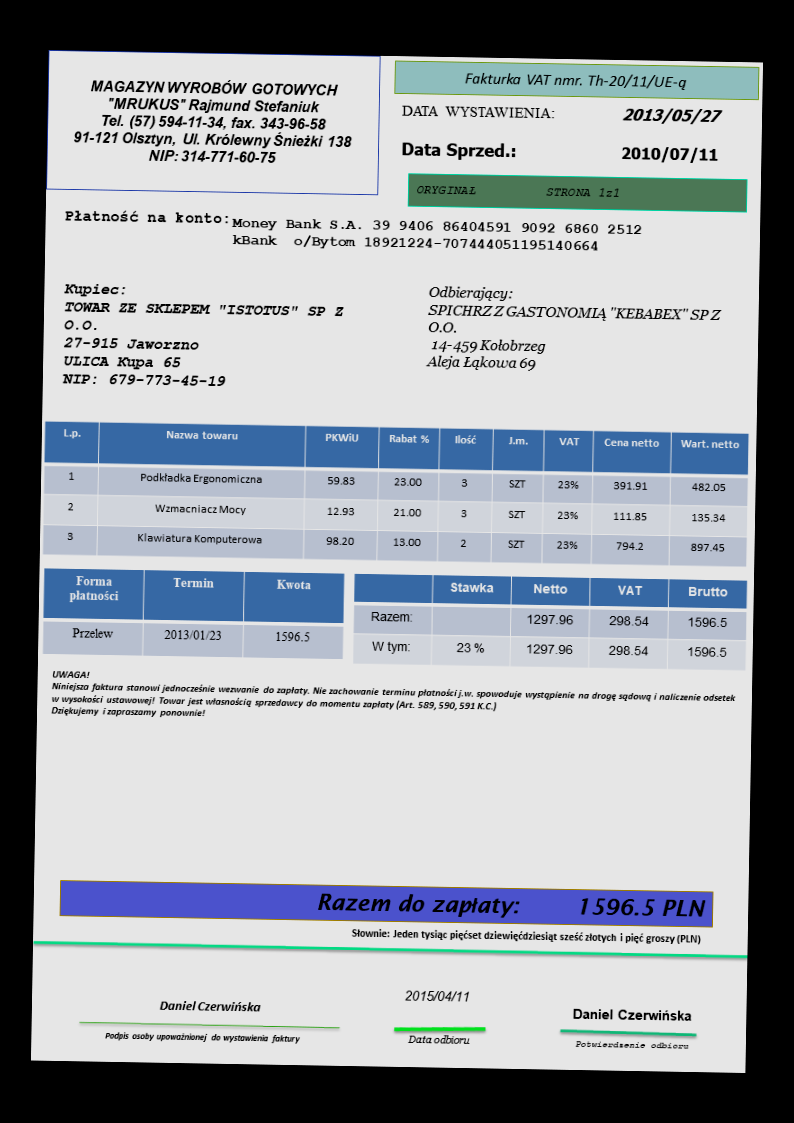 MAGAZYN WYROBÓW GOTOWYCH
"MRUKUS" Rajmund Stefaniuk
Tel. (57) 594-11-34, fax. 343-96-58
91-121 Olsztyn, Ul. Królewny Śnieżki 138
NIP: 314-771-60-75
Fakturka VAT nmr. Th-20/11/UE-q
DATA WYSTAWIENIA: 2013/05/27
Data Sprzed.: 2010/07/11
ORYGINAŁ STRONA 1z1
Płatność na konto: Money Bank S.A. 39 9406 86404591 9092 6860 2512
kBank o/Bytom 18921224-707444051195140664
Kupiec:
TOWAR ZE SKLEPEM "ISTOTUS" SP Z
O.O.
27-915 Jaworzno
ULICA Kupa 65
NIP: 679-773-45-19
Odbierający:
SPICHRZ Z GASTONOMIĄ "KEBABEX" SP Z
O.O.
14-459 Kołobrzeg
Aleja Łąkowa 69
L.p. Nazwa towaru PKWiU Rabat % Ilość J.m. VAT Cena netto Wart. netto
1 Podkładka Ergonomiczna 59.83 23.00 3 SZT 23% 391.91 482.05
2 Wzmacniacz Mocy 12.93 21.00 3 SZT 23% 111.85 135.34
3 Klawiatura Komputerowa 98.20 13.00 2 SZT 23% 794.2 897.45
Forma płatności Termin Kwota
Przelew 2013/01/23 1596.5
Stawka Netto VAT Brutto
Razem: 1297.96 298.54 1596.5
W tym: 23 % 1297.96 298.54 1596.5
UWAGA!
Niniejsza faktura stanowi jednocześnie wezwanie do zapłaty. Nie zachowanie terminu płatności j.w. spowoduje wystąpienie na drogę sądową i naliczenie odsetek
w wysokości ustawowej! Towar jest własnością sprzedawcy do momentu zapłaty (Art. 589, 590, 591 K.C.)
Dziękujemy i zapraszamy ponownie!
Razem do zapłaty: 1596.5 PLN
Słownie: Jeden tysiąc pięćset dziewięćdziesiąt sześć złotych i pięć groszy (PLN)
Daniel Czerwińska
Podpis osoby upoważnionej do wystawienia faktury
2015/04/11
Data odbioru
Daniel Czerwińska
Potwierdzenie odbioru